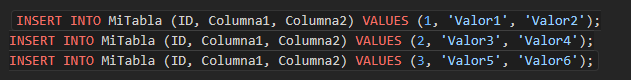 INSERT INTO MiTabla (ID, Columna1, Columna2) VALUES (1, 'Valor1', 'Valor2');
INSERT INTO MiTabla (ID, Columna1, Columna2) VALUES (2, 'Valor3', 'Valor4');
INSERT INTO MiTabla (ID, Columna1, Columna2) VALUES (3, 'Valor5', 'Valor6');